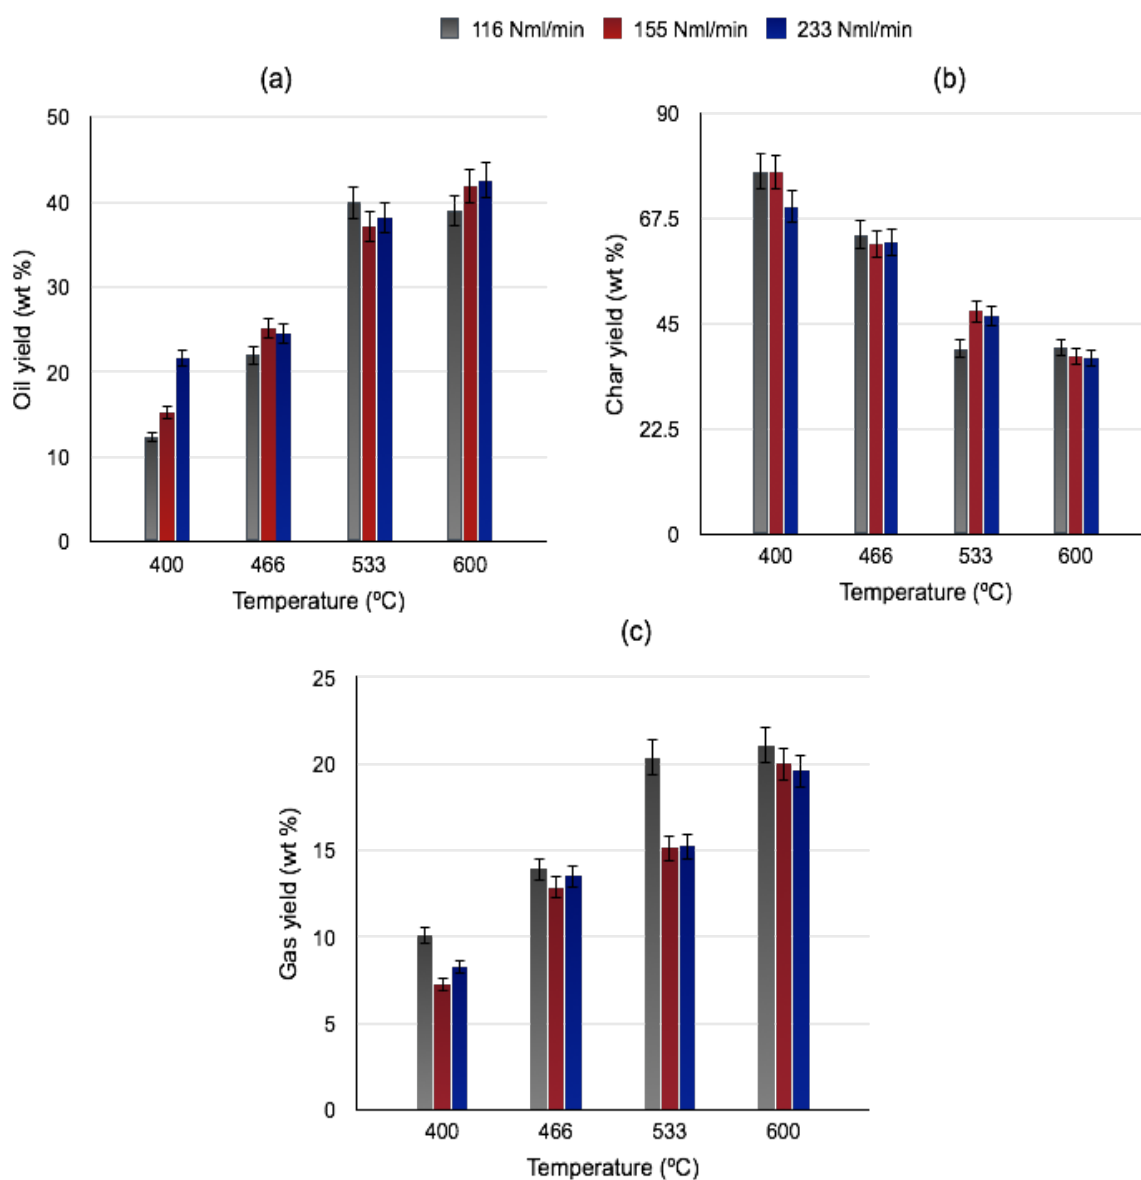 116 Nml/min 155 Nml/min 233 Nml/min
(a)
50
40
30
20
10
0
Oil yield (wt %)
400 466 533 600
Temperature (ºC)
(b)
90
67.5
45
22.5
0
Char yield (wt %)
400 466 533 600
Temperature (ºC)
(c)
25
20
15
10
5
0
Gas yield (wt %)
400 466 533 600
Temperature (ºC)